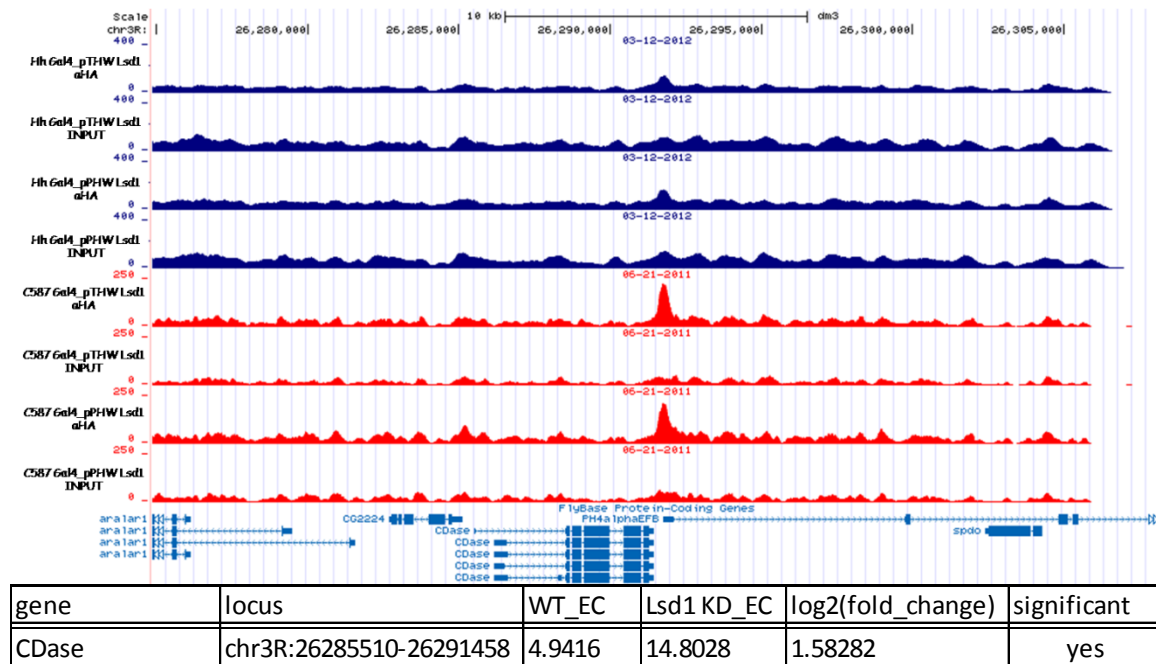 Scale 10 kb dm3
chr3R: 26,280,000 26,285,000 26,290,000 26,295,000 26,300,000 26,305,000
03-12-2012
400
Hh Gal4_pTHW Lsd1
aHA
0
03-12-2012
400
Hh Gal4_pTHW Lsd1
INPUT
0
03-12-2012
400
Hh Gal4_pPHW Lsd1
aHA
0
03-12-2012
400
Hh Gal4_pPHW Lsd1
INPUT
0
06-21-2011
250
C587 Gal4_pTHW Lsd1
aHA
0
06-21-2011
250
C587 Gal4_pTHW Lsd1
INPUT
0
06-21-2011
250
C587 Gal4_pPHW Lsd1
aHA
0
06-21-2011
250
C587 Gal4_pPHW Lsd1
INPUT
0
FlyBase Protein-Coding Genes
aralar1 CG2224 PH4alphaEFB
aralar1 CDase spdo
aralar1 CDase
aralar1 CDase
CDase
CDase
gene locus WT_EC Lsd1 KD_EC log2(fold_change) significant
CDase chr3R:26285510-26291458 4.9416 14.8028 1.58282 yes